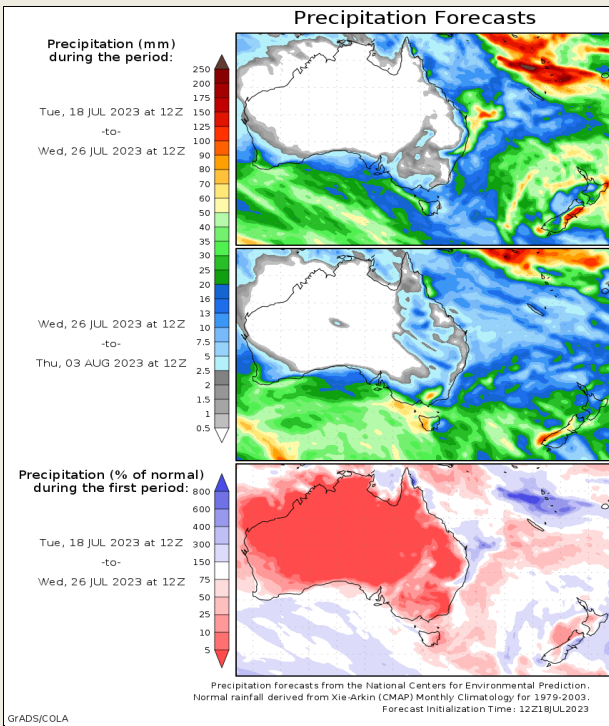 Precipitation Forecasts
Precipitation (mm)
during the period:
250
200
175
150
125
100
90
80
70
60
50
40
35
30
25
20
16
13
10
7.5
5
2.5
2
1.5
1
0.5
Tue, 18 JUL 2023 at 12Z
-to-
Wed, 26 JUL 2023 at 12Z
Wed, 26 JUL 2023 at 12Z
-to-
Thu, 03 AUG 2023 at 12Z
Precipitation (% of normal)
during the first period:
800
600
400
300
150
75
50
25
10
5
Tue, 18 JUL 2023 at 12Z
-to-
Wed, 26 JUL 2023 at 12Z
Precipitation forecasts from the National Centers for Environmental Prediction.
Normal rainfall derived from Xie-Arkin (CMAP) Monthly Climatology for 1979-2003.
Forecast Initialization Time: 12Z18JUL2023
GrADS/COLA